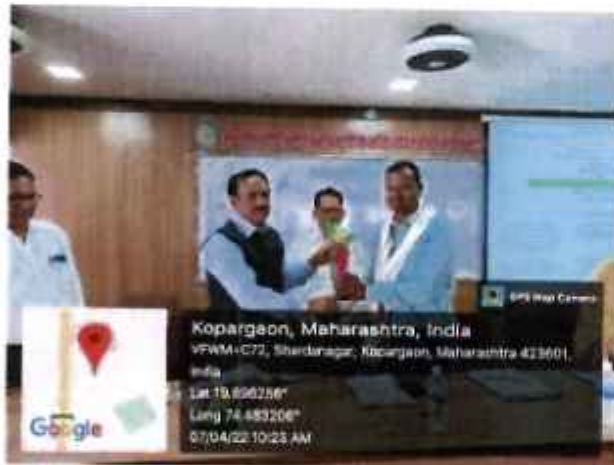 GPS Map Camera
Kopargaon, Maharashtra, India
VFWM+C72, Shardanagar, Kopargaon, Maharashtra 423601,
India
Lat 19.896256°
Long 74.483206°
07/04/22 10:23 AM
Google